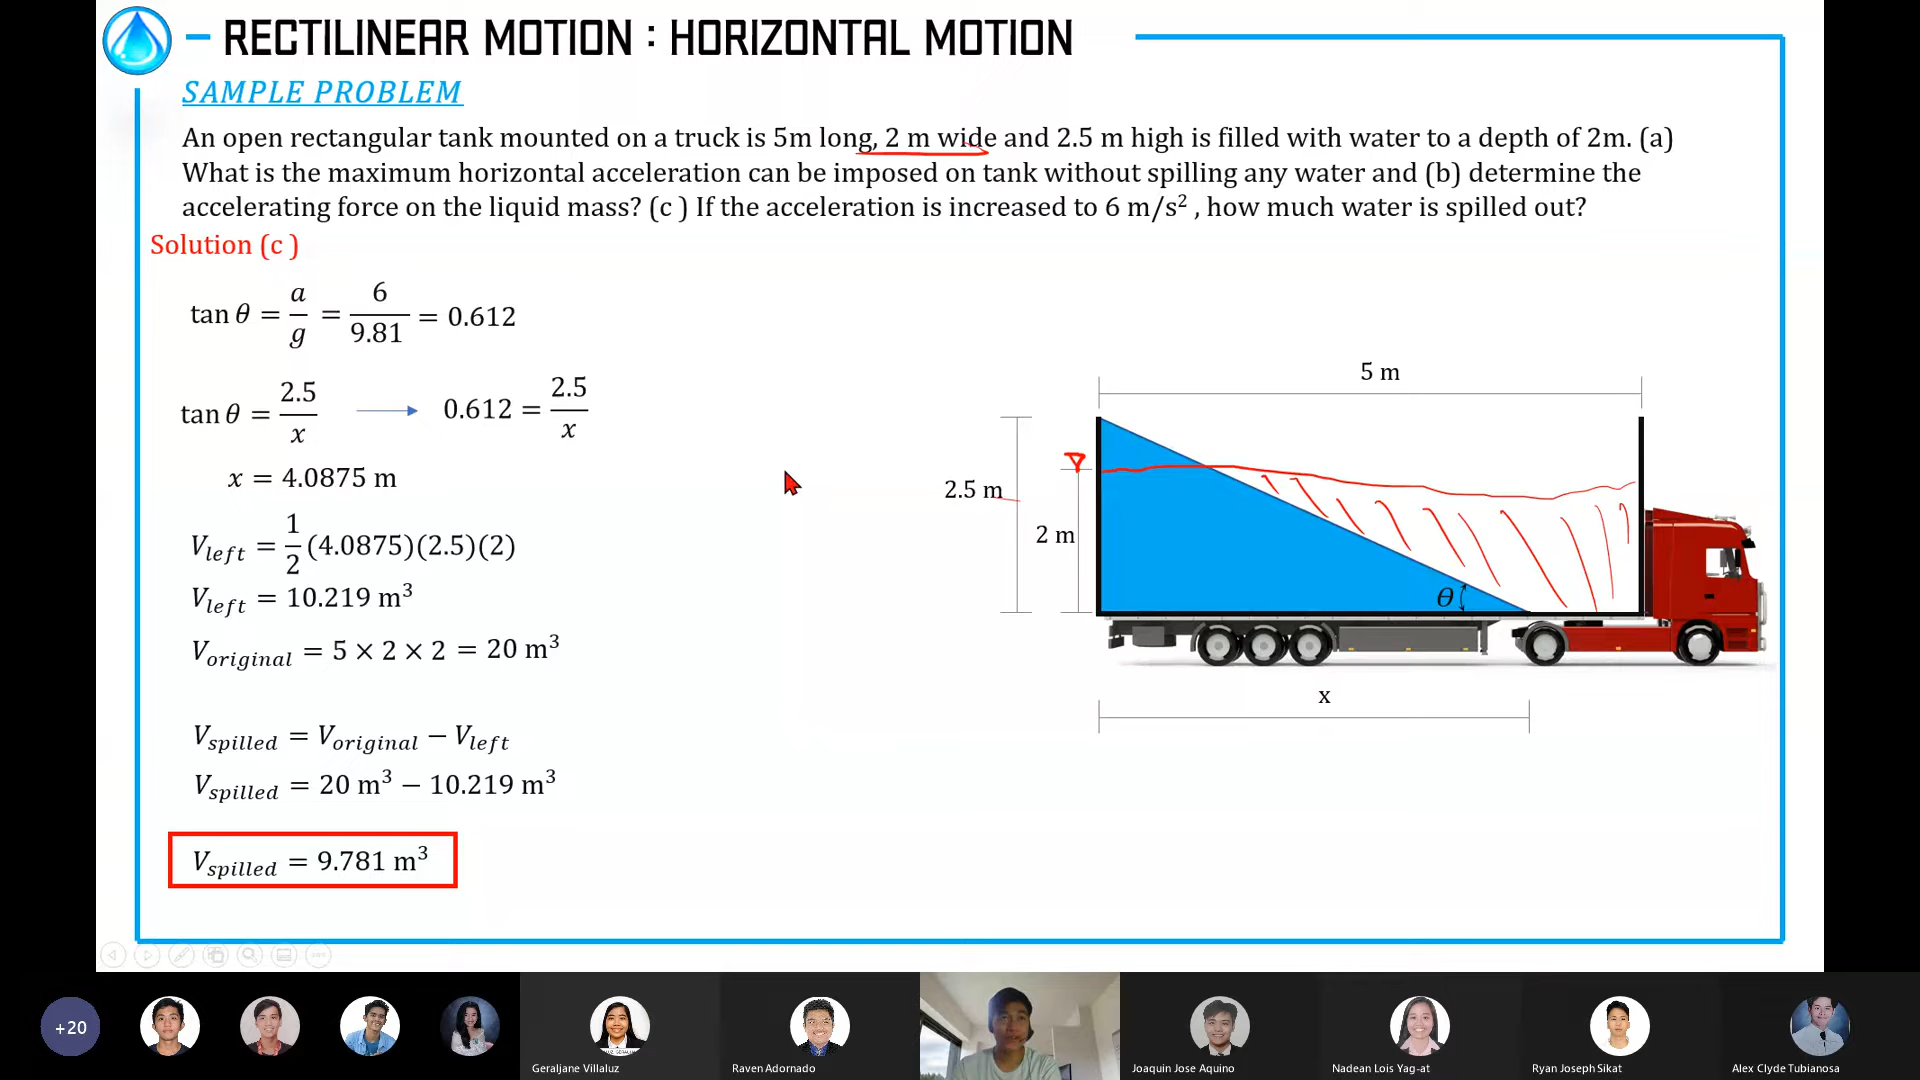 RECTILINEAR MOTION : HORIZONTAL MOTION
SAMPLE PROBLEM
An open rectangular tank mounted on a truck is 5m long, 2 m wide and 2.5 m high is filled with water to a depth of 2m. (a)
What is the maximum horizontal acceleration can be imposed on tank without spilling any water and (b) determine the
accelerating force on the liquid mass? (c ) If the acceleration is increased to 6 m/s² , how much water is spilled out?
Solution (c )
tan θ = a/g = 6/9.81 = 0.612
tan θ = 2.5/x → 0.612 = 2.5/x
x = 4.0875 m
V_left = 1/2 (4.0875)(2.5)(2)
V_left = 10.219 m³
V_original = 5 × 2 × 2 = 20 m³
V_spilled = V_original − V_left
V_spilled = 20 m³ − 10.219 m³
V_spilled = 9.781 m³
5 m
2.5 m
2 m
θ
x
+20
Geraljane Villaluz
Raven Adornado
Joaquin Jose Aquino
Nadean Lois Yag-at
Ryan Joseph Sikat
Alex Clyde Tubianosa